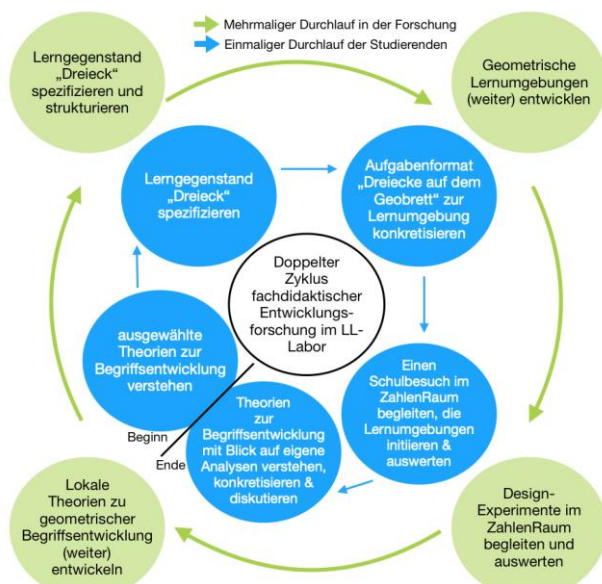 Mehrmaliger Durchlauf in der Forschung
Einmaliger Durchlauf der Studierenden
Lerngegenstand
„Dreieck“
spezifizieren und
strukturieren
Geometrische
Lernumgebungen
(weiter) entwicklen
Lerngegenstand
„Dreieck“
spezifizieren
Aufgabenformat
„Dreiecke auf dem
Geobrett“ zur
Lernumgebung
konkretisieren
Doppelter
Zyklus
fachdidaktischer
Entwicklungs-
forschung im LL-
Labor
ausgewählte
Theorien zur
Begriffsentwicklung
verstehen
Einen
Schulbesuch im
ZahlenRaum
begleiten, die
Lernumgebungen
initiieren &
auswerten
Beginn
Ende
Theorien
zur
Begriffsentwicklung
mit Blick auf eigene
Analysen verstehen,
konkretisieren &
diskutieren
Lokale
Theorien zu
geometrischer
Begriffsentwicklung
(weiter)
entwickeln
Design-
Experimente im
ZahlenRaum
begleiten und
auswerten